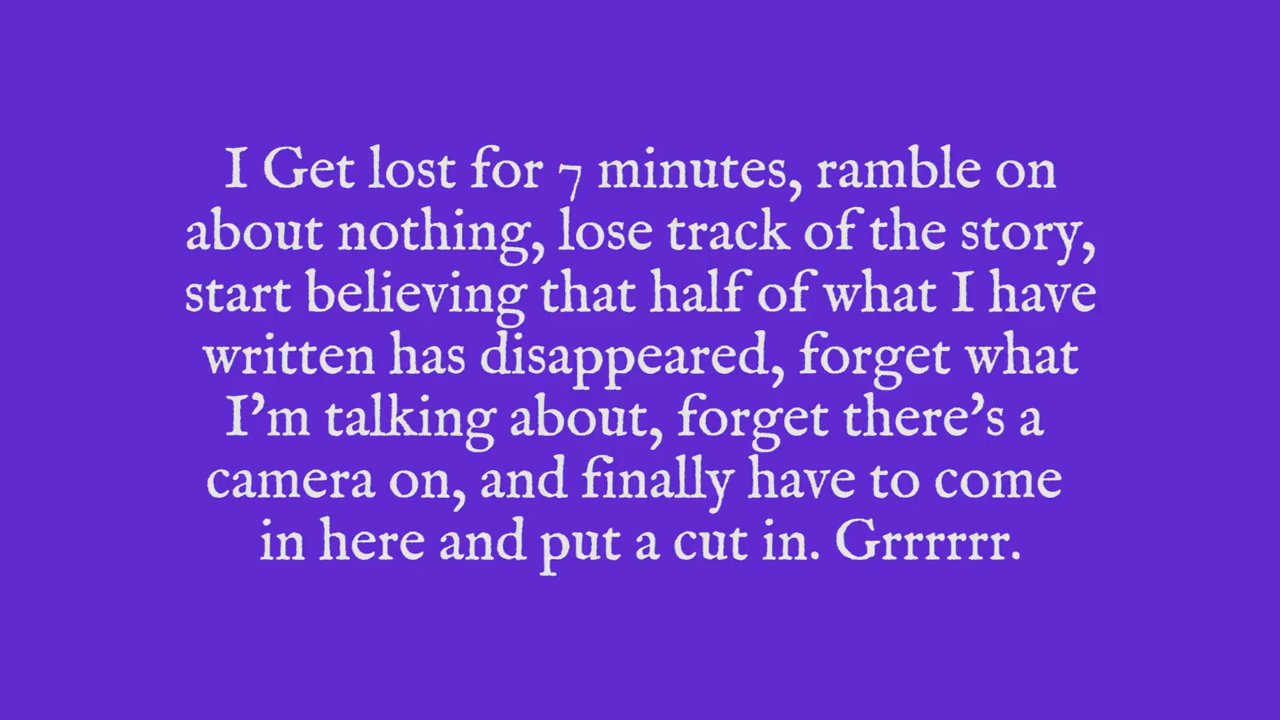 I Get lost for 7 minutes, ramble on
about nothing, lose track of the story,
start believing that half of what I have
written has disappeared, forget what
I’m talking about, forget there’s a
camera on, and finally have to come
in here and put a cut in. Grrrrrr.